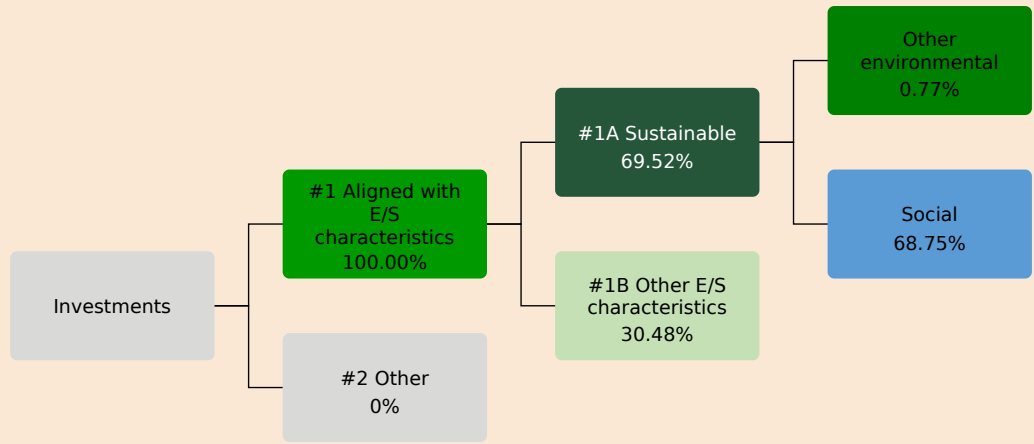 Investments
#1 Aligned with
E/S
characteristics
100.00%
#2 Other
0%
#1A Sustainable
69.52%
#1B Other E/S
characteristics
30.48%
Other
environmental
0.77%
Social
68.75%